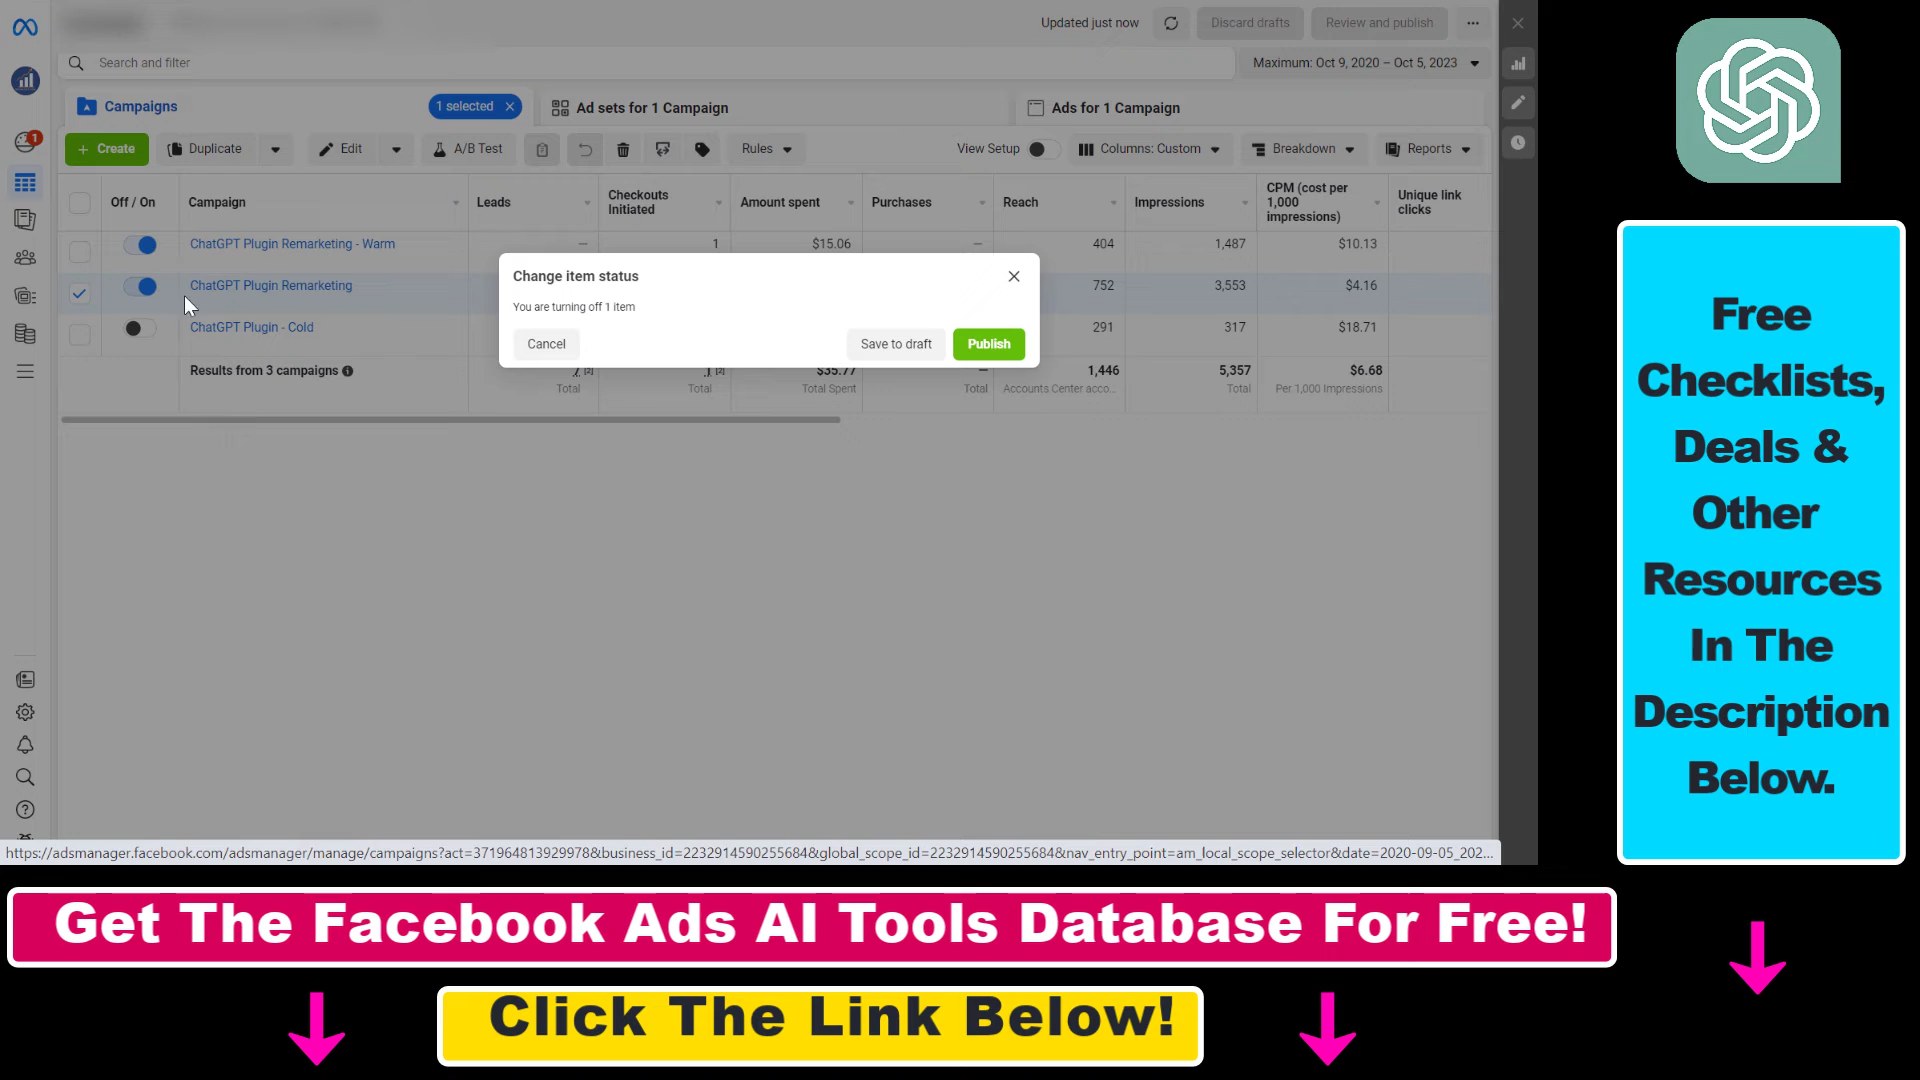 Updated just now
Discard drafts
Review and publish
Search and filter
Maximum: Oct 9, 2020 – Oct 5, 2023
Campaigns
1 selected
Ad sets for 1 Campaign
Ads for 1 Campaign
1
+ Create
Duplicate
Edit
A/B Test
Rules
View Setup
Columns: Custom
Breakdown
Reports
Off / On
Campaign
Leads
Checkouts
Initiated
Amount spent
Purchases
Reach
Impressions
CPM (cost per
1,000
impressions)
Unique link
clicks
ChatGPT Plugin Remarketing - Warm
—
1
$15.06
—
404
1,487
$10.13
ChatGPT Plugin Remarketing
752
3,553
$4.16
ChatGPT Plugin - Cold
291
317
$18.71
Results from 3 campaigns
[2]
Total
[2]
Total
$35.77
Total Spent
—
Total
1,446
Accounts Center acco...
5,357
Total
$6.68
Per 1,000 Impressions
Change item status
You are turning off 1 item
Cancel
Save to draft
Publish
https://adsmanager.facebook.com/adsmanager/manage/campaigns?act=371964813929978&business_id=2232914590255684&global_scope_id=2232914590255684&nav_entry_point=am_local_scope_selector&date=2020-09-05_202...
Free
Checklists,
Deals &
Other
Resources
In The
Description
Below.
Get The Facebook Ads AI Tools Database For Free!
Click The Link Below!